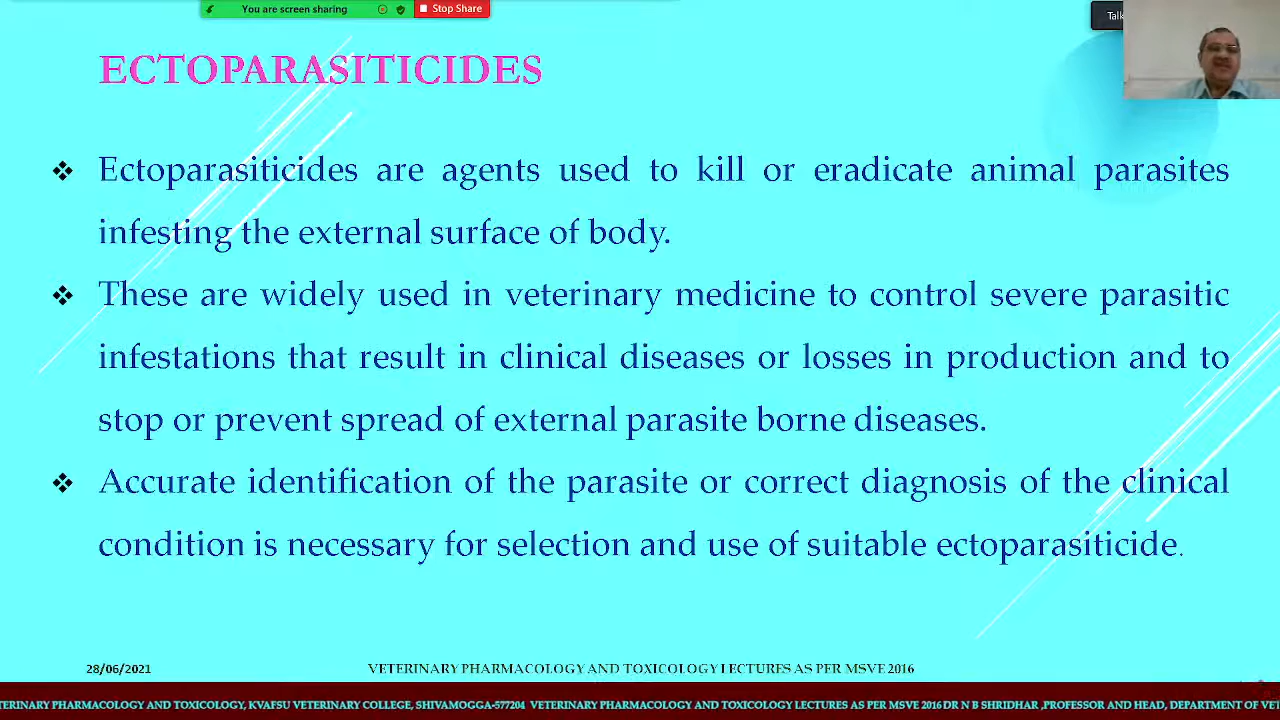 You are screen sharing
Stop Share
Talk
ECTOPARASITICIDES
❖ Ectoparasiticides are agents used to kill or eradicate animal parasites
infesting the external surface of body.
❖ These are widely used in veterinary medicine to control severe parasitic
infestations that result in clinical diseases or losses in production and to
stop or prevent spread of external parasite borne diseases.
❖ Accurate identification of the parasite or correct diagnosis of the clinical
condition is necessary for selection and use of suitable ectoparasiticide.
28/06/2021
VETERINARY PHARMACOLOGY AND TOXICOLOGY LECTURES AS PER MSVE 2016
TERINARY PHARMACOLOGY AND TOXICOLOGY, KVAFSU VETERINARY COLLEGE, SHIVAMOGGA-577204 VETERINARY PHARMACOLOGY AND TOXICOLOGY LECTURES AS PER MSVE 2016 DR N B SHRIDHAR ,PROFESSOR AND HEAD, DEPARTMENT OF VET